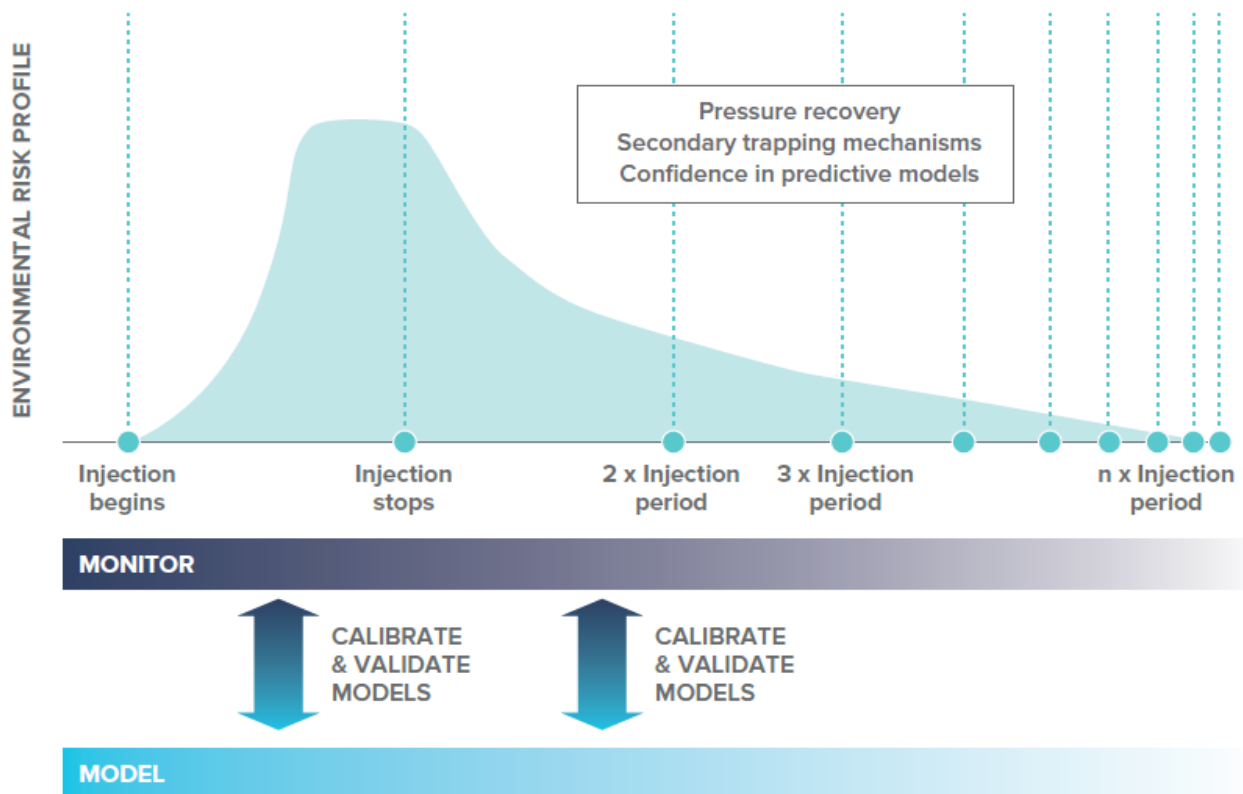 ENVIRONMENTAL RISK PROFILE
Pressure recovery
Secondary trapping mechanisms
Confidence in predictive models
Injection
begins
Injection
stops
2 x Injection
period
3 x Injection
period
n x Injection
period
MONITOR
CALIBRATE
& VALIDATE
MODELS
CALIBRATE
& VALIDATE
MODELS
MODEL